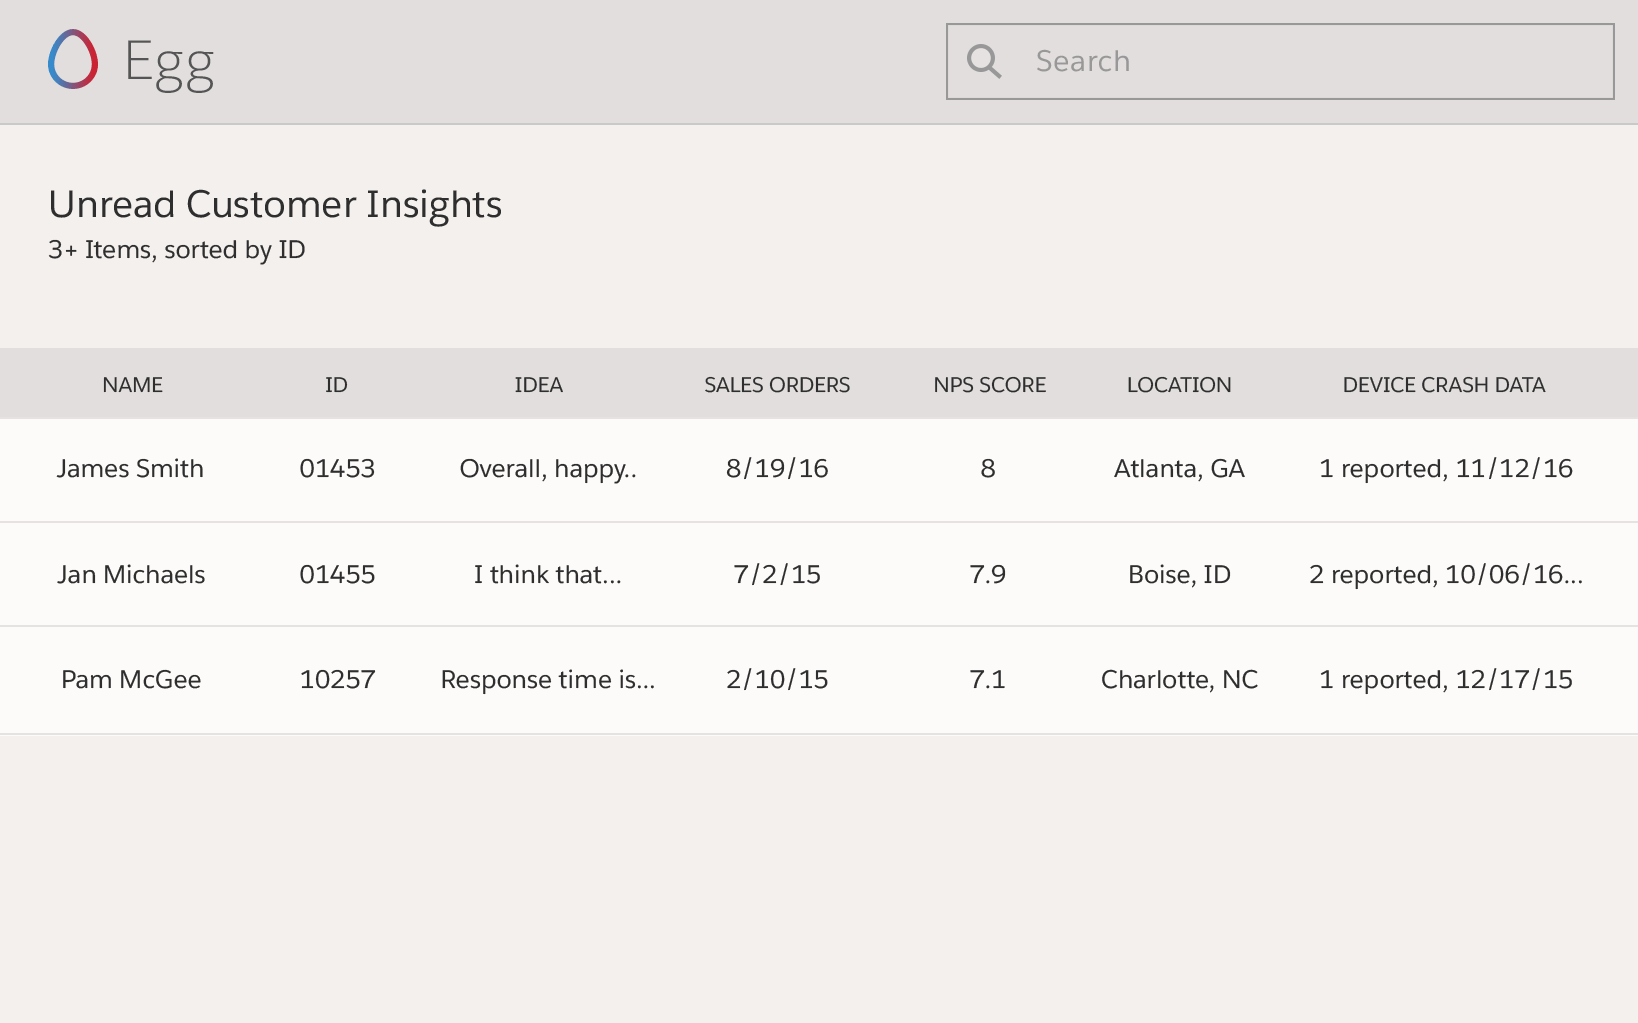 Egg
Search
Unread Customer Insights
3+ Items, sorted by ID
NAME ID IDEA SALES ORDERS NPS SCORE LOCATION DEVICE CRASH DATA
James Smith 01453 Overall, happy.. 8/19/16 8 Atlanta, GA 1 reported, 11/12/16
Jan Michaels 01455 I think that... 7/2/15 7.9 Boise, ID 2 reported, 10/06/16...
Pam McGee 10257 Response time is... 2/10/15 7.1 Charlotte, NC 1 reported, 12/17/15